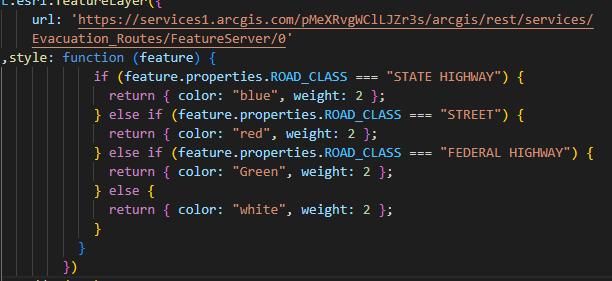 L.esri.featureLayer({
url: 'https://services1.arcgis.com/pMeXRvgWClLJZr3s/arcgis/rest/services/
Evacuation_Routes/FeatureServer/0'
,style: function (feature) {
if (feature.properties.ROAD_CLASS === "STATE HIGHWAY") {
return { color: "blue", weight: 2 };
} else if (feature.properties.ROAD_CLASS === "STREET") {
return { color: "red", weight: 2 };
} else if (feature.properties.ROAD_CLASS === "FEDERAL HIGHWAY") {
return { color: "Green", weight: 2 };
} else {
return { color: "white", weight: 2 };
}
}
})